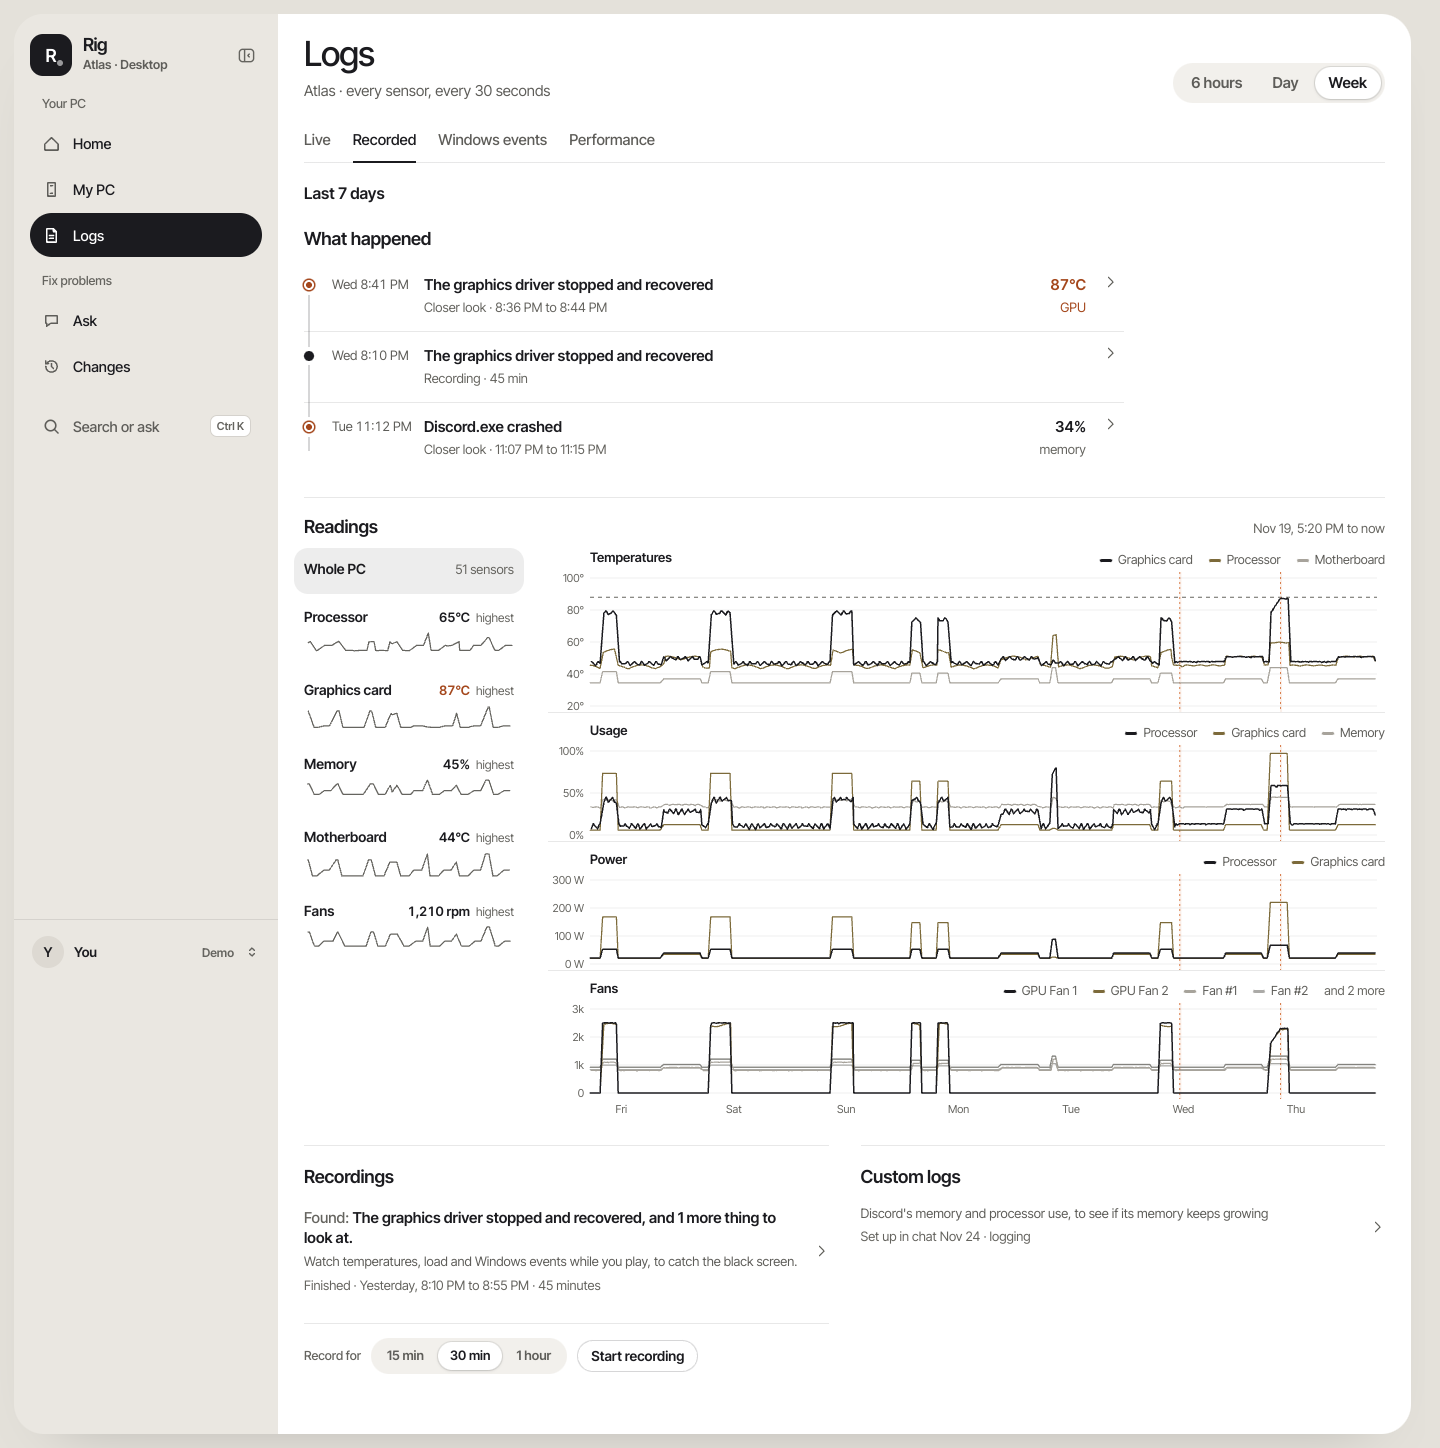 R.
Rig
Atlas · Desktop
Your PC
Home
My PC
Logs
Fix problems
Ask
Changes
Search or ask
Ctrl K
Y
You
Demo
Logs
Atlas · every sensor, every 30 seconds
6 hours
Day
Week
Live
Recorded
Windows events
Performance
Last 7 days
What happened
Wed 8:41 PM
The graphics driver stopped and recovered
87°C
Closer look · 8:36 PM to 8:44 PM
GPU
Wed 8:10 PM
The graphics driver stopped and recovered
Recording · 45 min
Tue 11:12 PM
Discord.exe crashed
34%
Closer look · 11:07 PM to 11:15 PM
memory
Readings
Nov 19, 5:20 PM to now
Whole PC
51 sensors
Processor
65°C highest
Graphics card
87°C highest
Memory
45% highest
Motherboard
44°C highest
Fans
1,210 rpm highest
Temperatures
Graphics card
Processor
Motherboard
100°
80°
60°
40°
20°
Usage
Processor
Graphics card
Memory
100%
50%
0%
Power
Processor
Graphics card
300 W
200 W
100 W
0 W
Fans
GPU Fan 1
GPU Fan 2
Fan #1
Fan #2
and 2 more
3k
2k
1k
0
Fri
Sat
Sun
Mon
Tue
Wed
Thu
Recordings
Found: The graphics driver stopped and recovered, and 1 more thing to
look at.
Watch temperatures, load and Windows events while you play, to catch the black screen.
Finished · Yesterday, 8:10 PM to 8:55 PM · 45 minutes
Record for
15 min
30 min
1 hour
Start recording
Custom logs
Discord's memory and processor use, to see if its memory keeps growing
Set up in chat Nov 24 · logging